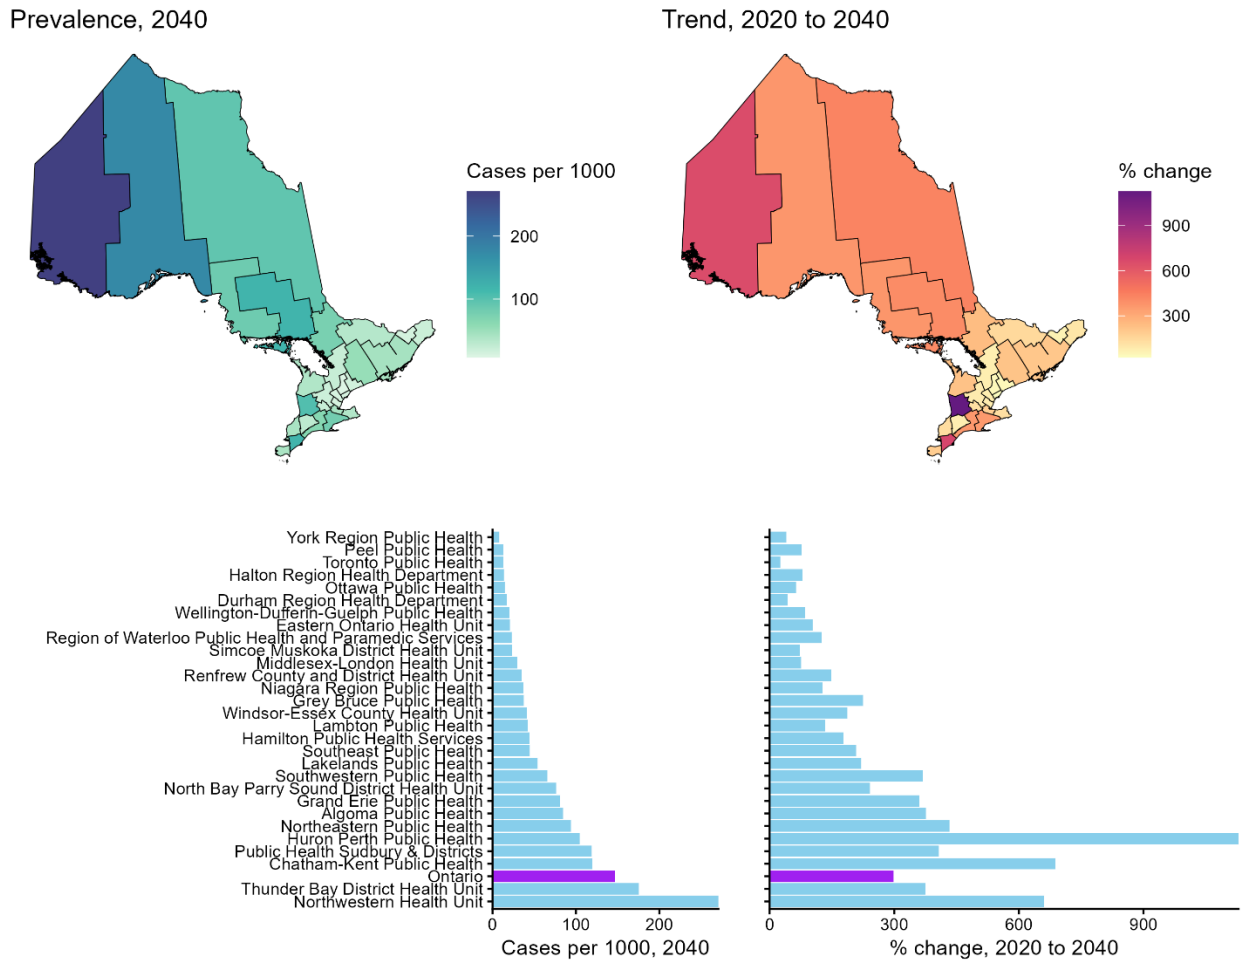 Prevalence, 2040
Trend, 2020 to 2040
Cases per 1000
200
100
% change
900
600
300
York Region Public Health
Peel Public Health
Toronto Public Health
Halton Region Health Department
Ottawa Public Health
Durham Region Health Department
Wellington-Dufferin-Guelph Public Health
Eastern Ontario Health Unit
Region of Waterloo Public Health and Paramedic Services
Simcoe Muskoka District Health Unit
Middlesex-London Health Unit
Renfrew County and District Health Unit
Niagara Region Public Health
Grey Bruce Public Health
Windsor-Essex County Health Unit
Lambton Public Health
Hamilton Public Health Services
Southeast Public Health
Lakelands Public Health
Southwestern Public Health
North Bay Parry Sound District Health Unit
Grand Erie Public Health
Algoma Public Health
Northeastern Public Health
Huron Perth Public Health
Public Health Sudbury & Districts
Chatham-Kent Public Health
Ontario
Thunder Bay District Health Unit
Northwestern Health Unit
0 100 200
Cases per 1000, 2040
0 300 600 900
% change, 2020 to 2040